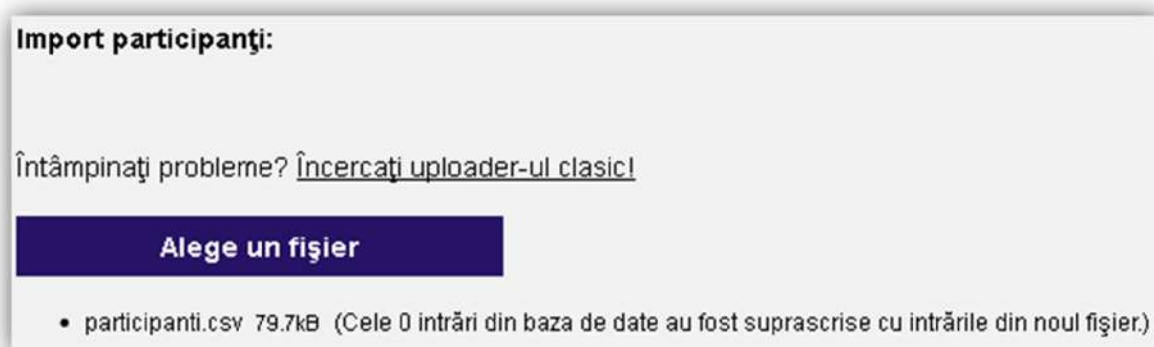 Import participanţi:
Întâmpinaţi probleme? Încercaţi uploader-ul clasic!
Alege un fişier
• participanti.csv 79.7kB (Cele 0 intrări din baza de date au fost suprascrise cu intrările din noul fişier.)